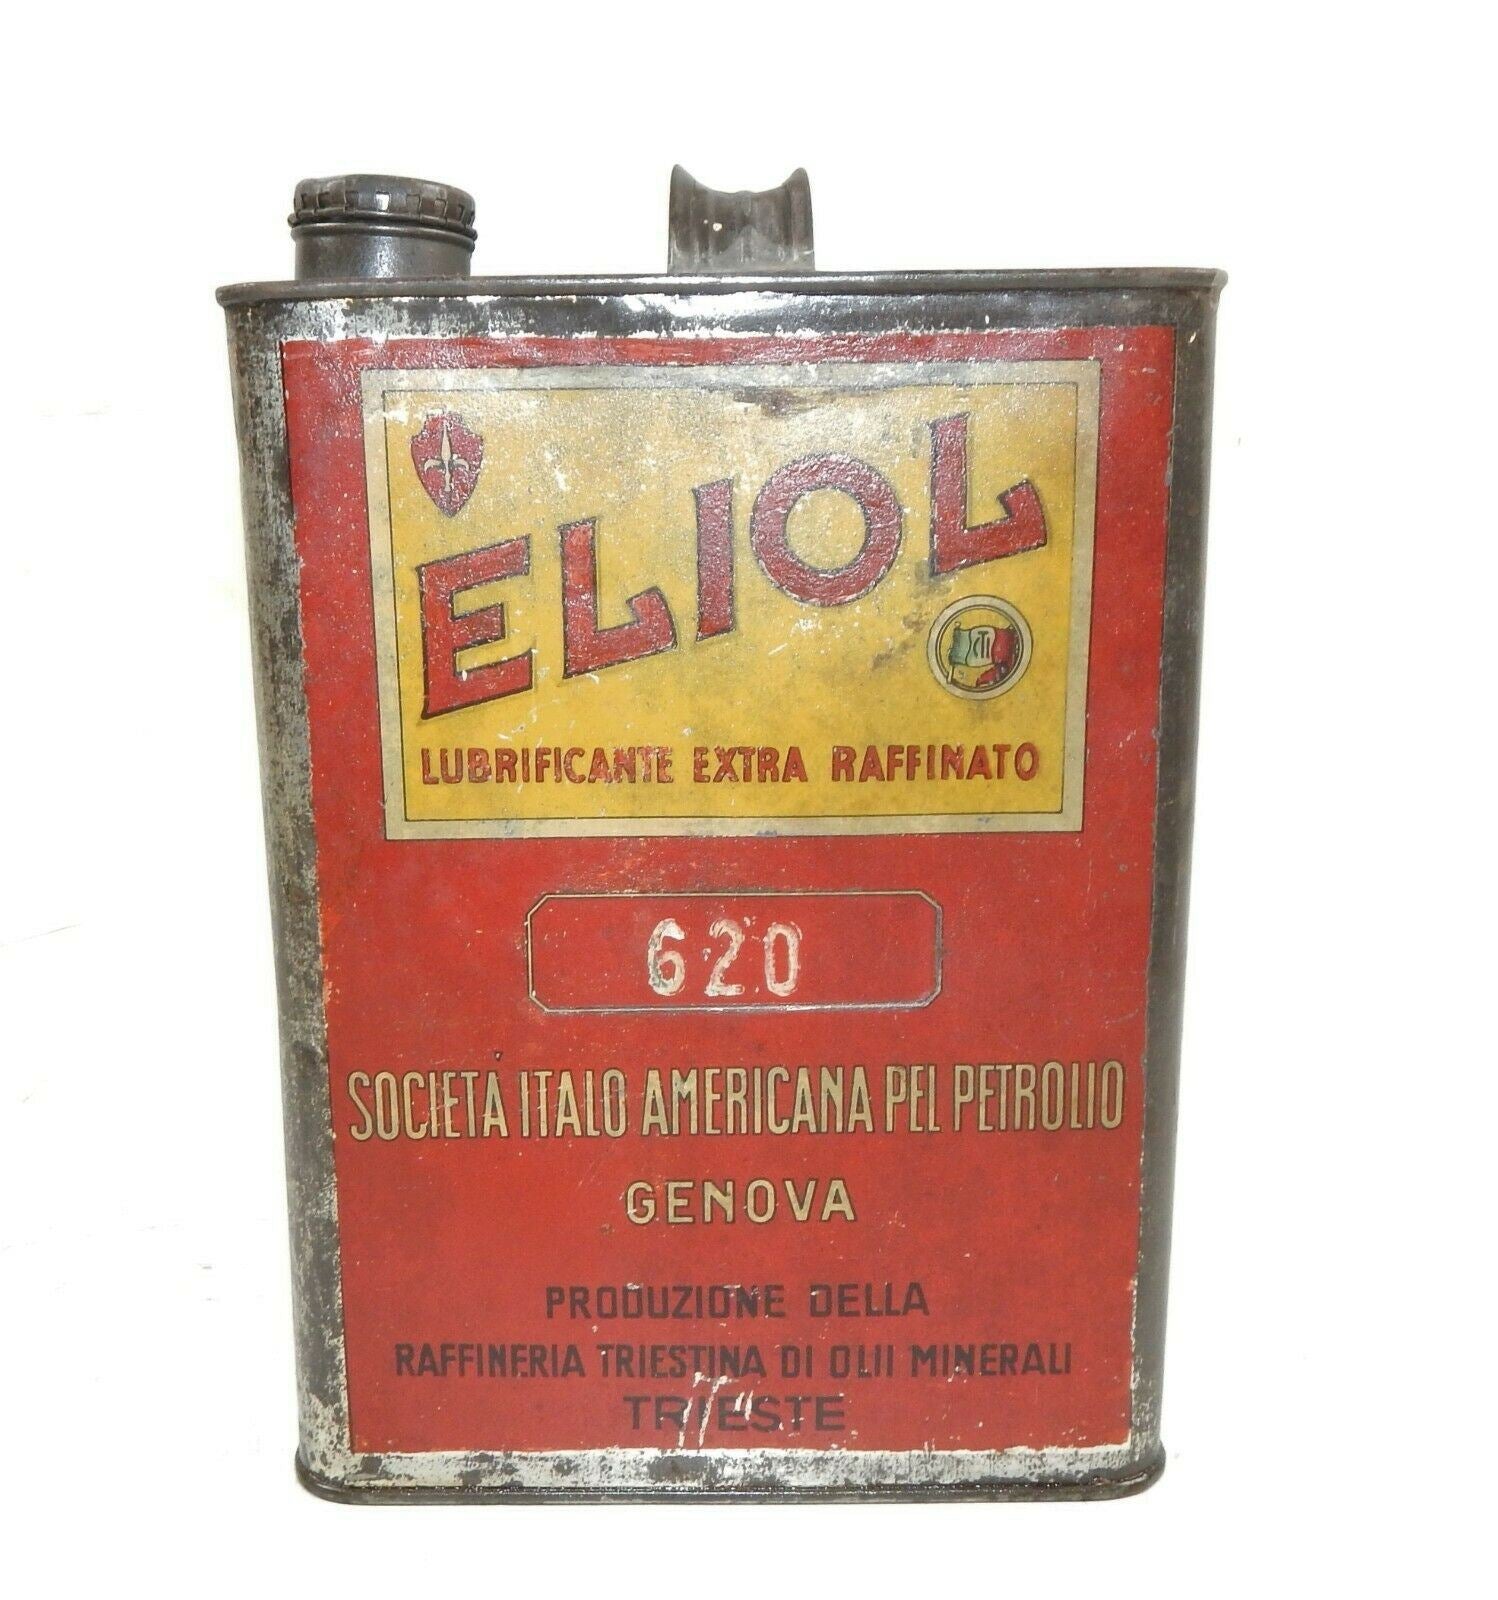 ELIOL
LUBRIFICANTE EXTRA RAFFINATO
620
SOCIETÀ ITALO AMERICANA PEL PETROLIO
GENOVA
PRODUZIONE DELLA
RAFFINERIA TRIESTINA DI OLII MINERALI
TRIESTE